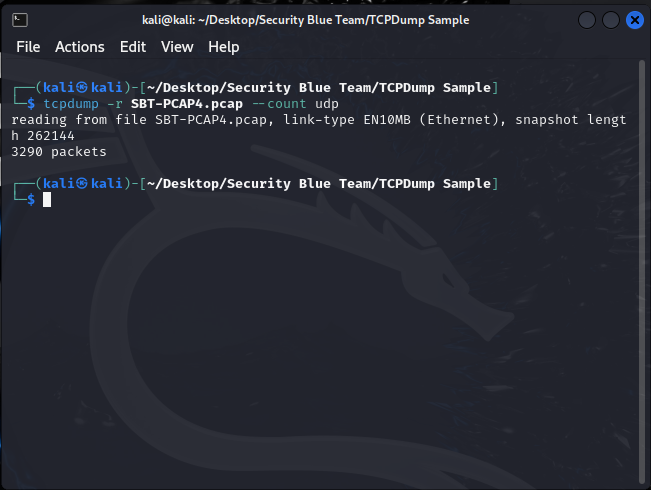 kali@kali: ~/Desktop/Security Blue Team/TCPDump Sample
File Actions Edit View Help
┌──(kali㉿kali)-[~/Desktop/Security Blue Team/TCPDump Sample]
└─$ tcpdump -r SBT-PCAP4.pcap --count udp
reading from file SBT-PCAP4.pcap, link-type EN10MB (Ethernet), snapshot lengt
h 262144
3290 packets
┌──(kali㉿kali)-[~/Desktop/Security Blue Team/TCPDump Sample]
└─$